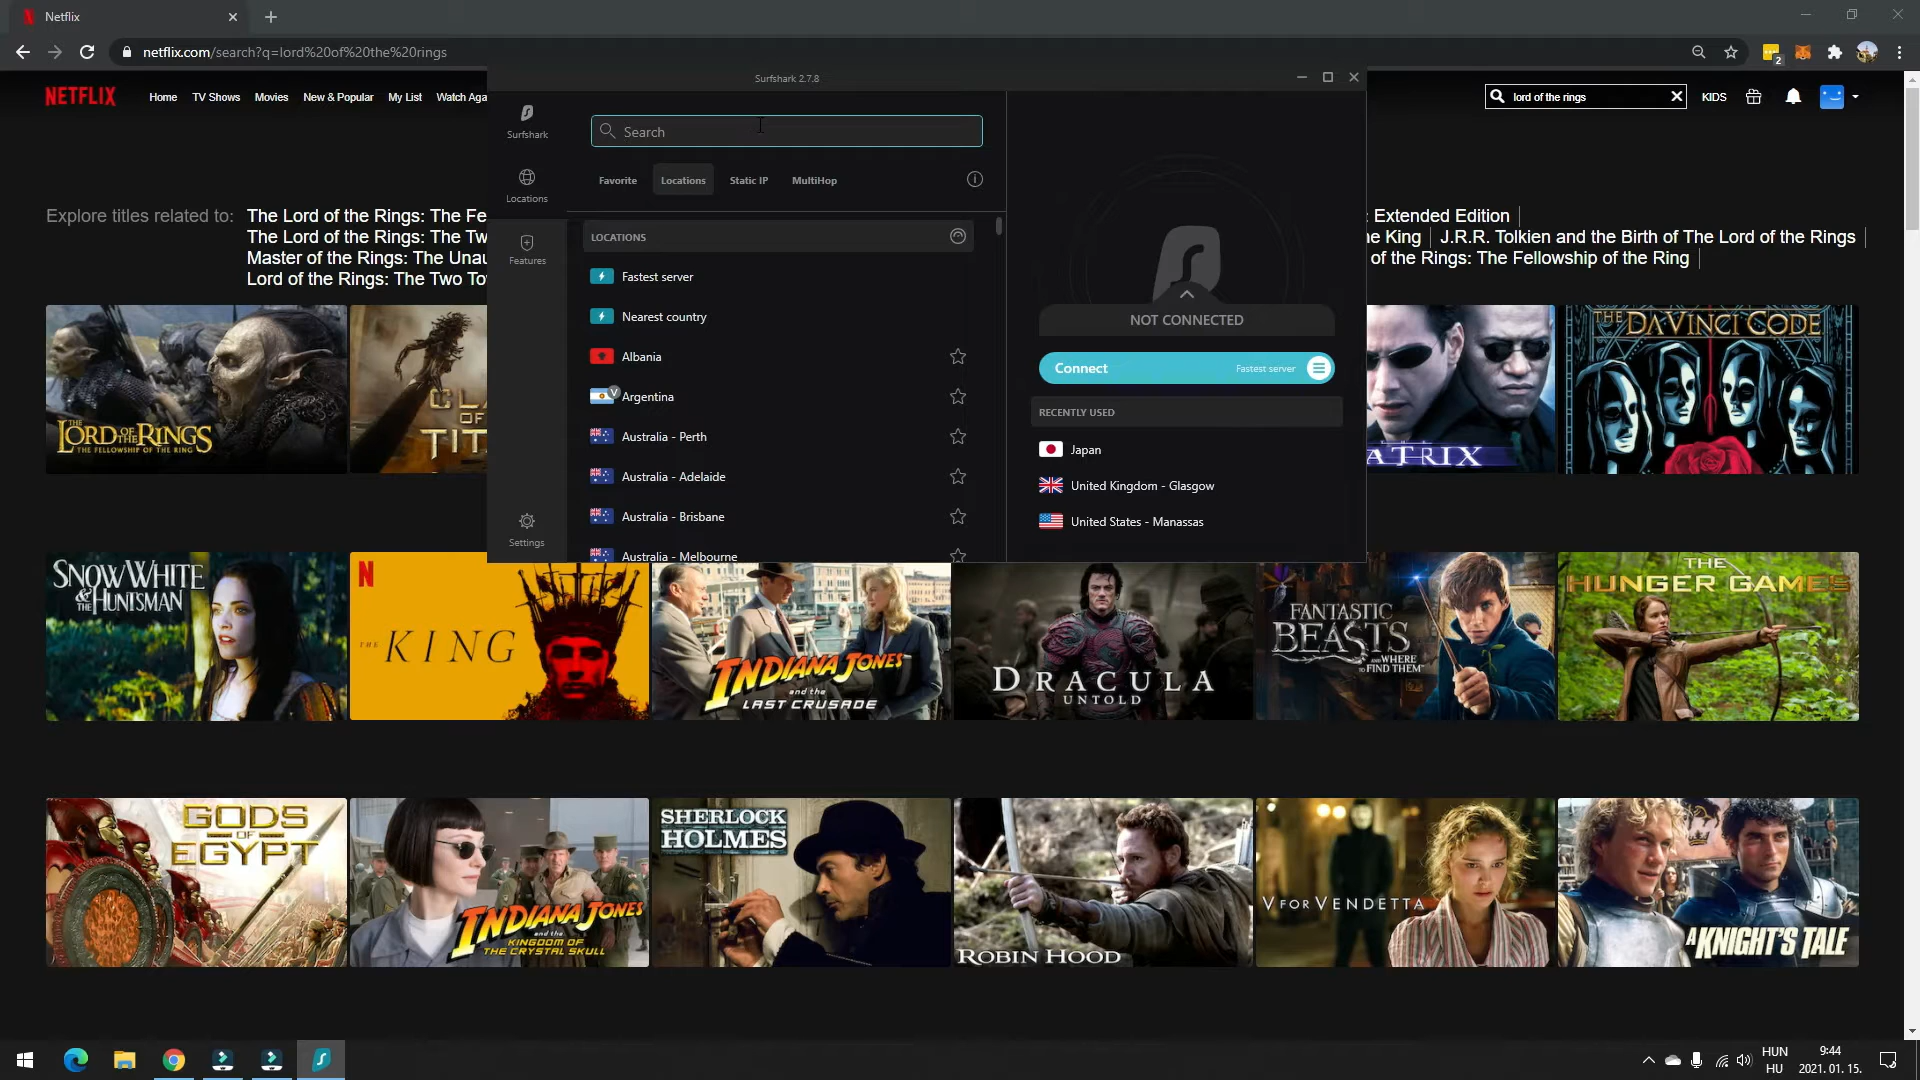 Netflix
netflix.com/search?q=lord%20of%20the%20rings
2
Surfshark 2.7.8
NETFLIX
Home TV Shows Movies New & Popular My List Watch Aga
lord of the rings
KIDS
Surfshark
Search
Locations
Favorite Locations Static IP MultiHop
Features
Settings
LOCATIONS
Fastest server
Nearest country
Albania
Argentina
Australia - Perth
Australia - Adelaide
Australia - Brisbane
Australia - Melbourne
NOT CONNECTED
Connect Fastest server
RECENTLY USED
Japan
United Kingdom - Glasgow
United States - Manassas
Explore titles related to: The Lord of the Rings: The Fe
: Extended Edition
The Lord of the Rings: The Tw
he King J.R.R. Tolkien and the Birth of The Lord of the Rings
Master of the Rings: The Unau
of the Rings: The Fellowship of the Ring
Lord of the Rings: The Two To
THE LORD OF THE RINGS
THE FELLOWSHIP OF THE RING
CLA
OF
TIT
ATRIX
THE DA VINCI CODE
SNOW WHITE
& THE HUNTSMAN
N
THE KING
INDIANA JONES
and the
LAST CRUSADE
DRACULA
UNTOLD
FANTASTIC
BEASTS
AND WHERE
TO FIND THEM
THE
HUNGER GAMES
GODS
OF
EGYPT
INDIANA JONES
and the
KINGDOM OF
THE CRYSTAL SKULL
SHERLOCK
HOLMES
ROBIN HOOD
V FOR VENDETTA
A KNIGHT'S TALE
HUN
HU
9:44
2021. 01. 15.